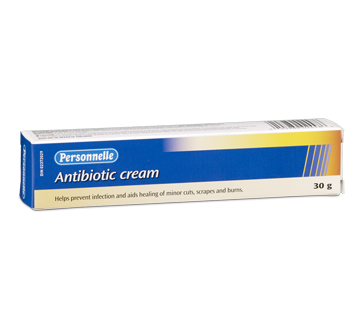 Personnelle
Antibiotic cream
Helps prevent infection and aids healing of minor cuts, scrapes and burns.
30 g